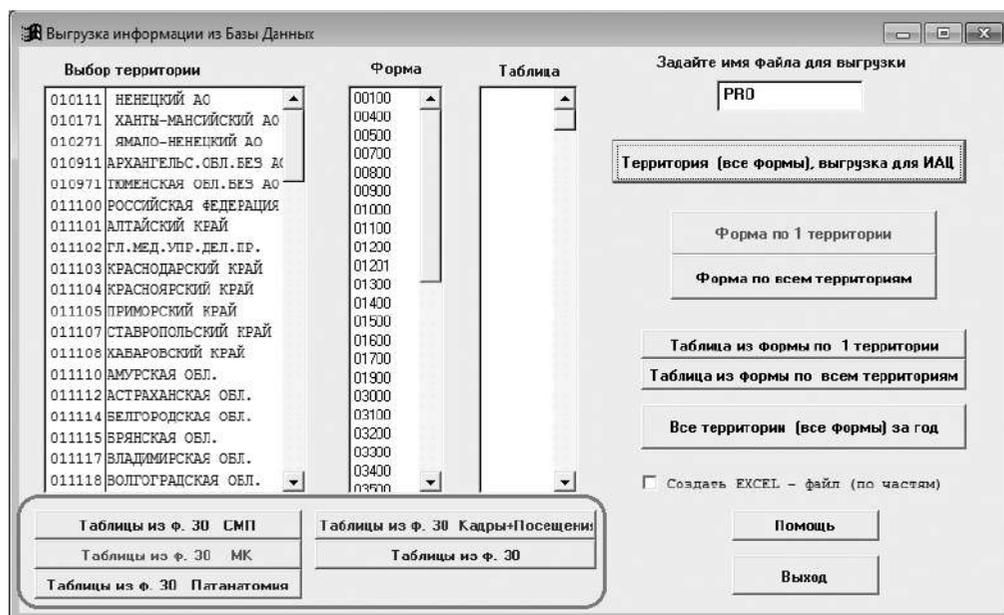 Выгрузка информации из Базы Данных
Выбор территории
010111 НЕНЕЦКИЙ АО
010171 ХАНТЫ-МАНСИЙСКИЙ АО
010271 ЯМАЛО-НЕНЕЦКИЙ АО
010911 АРХАНГЕЛЬС.ОБЛ.БЕЗ АО
010971 ТЮМЕНСКАЯ ОБЛ.БЕЗ АО
011100 РОССИЙСКАЯ ФЕДЕРАЦИЯ
011101 АЛТАЙСКИЙ КРАЙ
011102 ГЛ.МЕД.УПР.ДЕЛ.ПР.
011103 КРАСНОДАРСКИЙ КРАЙ
011104 КРАСНОЯРСКИЙ КРАЙ
011105 ПРИМОРСКИЙ КРАЙ
011107 СТАВРОПОЛЬСКИЙ КРАЙ
011108 ХАБАРОВСКИЙ КРАЙ
011110 АМУРСКАЯ ОБЛ.
011112 АСТРАХАНСКАЯ ОБЛ.
011114 БЕЛГОРОДСКАЯ ОБЛ.
011115 БРЯНСКАЯ ОБЛ.
011117 ВЛАДИМИРСКАЯ ОБЛ.
011118 ВОЛГОГРАДСКАЯ ОБЛ.
Форма
00100
00400
00500
00700
00800
00900
01000
01100
01200
01201
01300
01400
01500
01600
01700
01900
03000
03100
03200
03300
03400
03500
Таблица
Задайте имя файла для выгрузки
PRO
Территория (все формы), выгрузка для ИАЦ
Форма по 1 территории
Форма по всем территориям
Таблица из формы по 1 территории
Таблица из формы по всем территориям
Все территории (все формы) за год
Создать EXCEL - файл (по частям)
Помощь
Выход
Таблицы из ф. 30 СМП
Таблицы из ф. 30 МК
Таблицы из ф. 30 Патанатомия
Таблицы из ф. 30 Кадры+Посещения
Таблицы из ф. 30